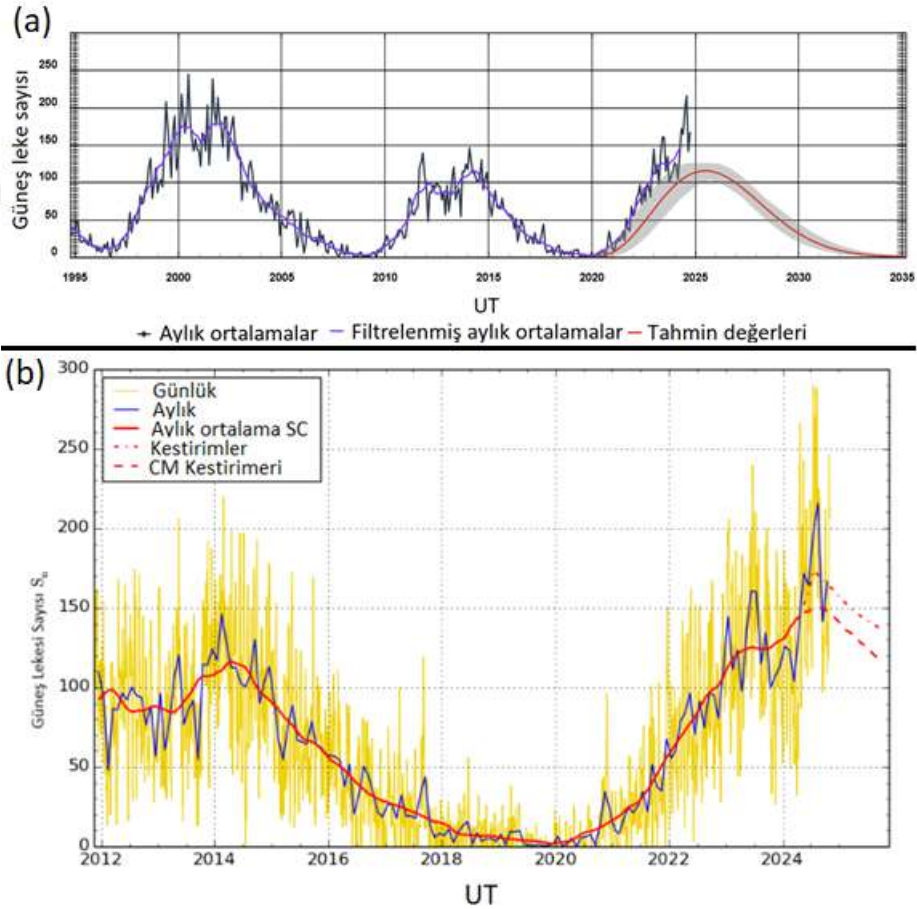 (a)
Güneş leke sayısı
250
200
150
100
50
0
1995 2000 2005 2010 2015 2020 2025 2030 2035
UT
Aylık ortalamalar Filtrelenmiş aylık ortalamalar Tahmin değerleri
(b)
Günlük
Aylık
Aylık ortalama SC
Kestirimler
CM Kestirimeri
Güneş Lekesi Sayısı Sₙ
300
250
200
150
100
50
0
2012 2014 2016 2018 2020 2022 2024
UT